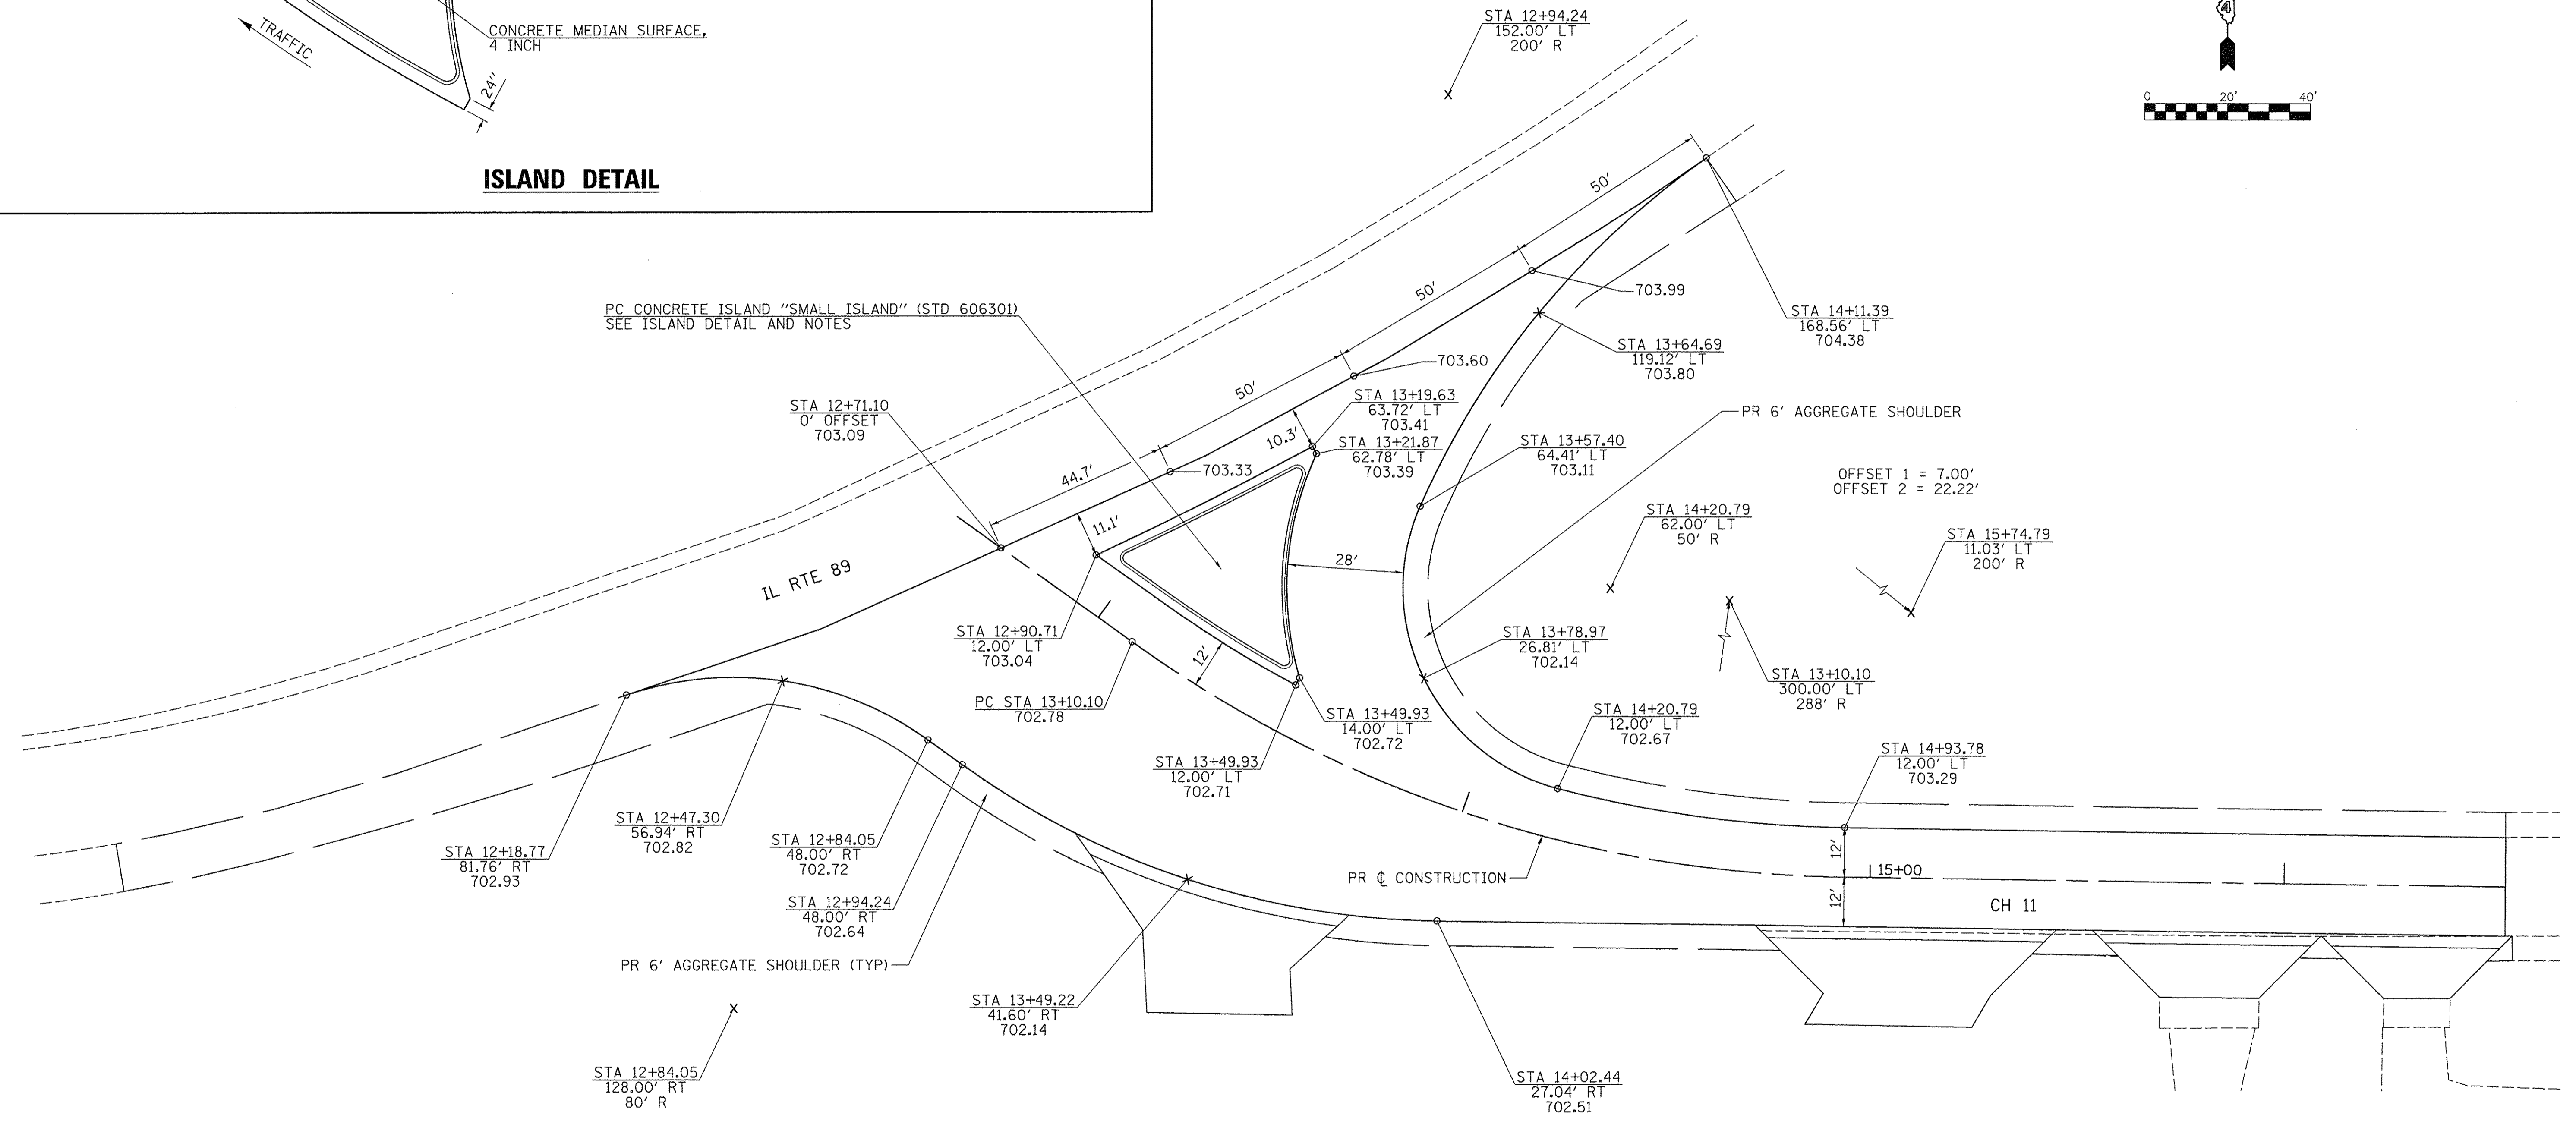 TRAFFIC
CONCRETE MEDIAN SURFACE,
4 INCH
24"
ISLAND DETAIL
STA 12+94.24
152.00' LT
200' R
4
0 20' 40'
50'
50'
50'
44.7'
703.99
STA 14+11.39
168.56' LT
704.38
PC CONCRETE ISLAND "SMALL ISLAND" (STD 606301)
SEE ISLAND DETAIL AND NOTES
STA 13+64.69
119.12' LT
703.80
703.60
STA 13+19.63
63.72' LT
703.41
STA 12+71.10
0' OFFSET
703.09
10.3'
PR 6' AGGREGATE SHOULDER
STA 13+21.87
62.78' LT
703.39
STA 13+57.40
64.41' LT
703.11
703.33
OFFSET 1 = 7.00'
OFFSET 2 = 22.22'
11.1'
STA 14+20.79
62.00' LT
50' R
STA 15+74.79
11.03' LT
200' R
28'
IL RTE 89
STA 12+90.71
12.00' LT
703.04
STA 13+78.97
26.81' LT
702.14
12'
STA 13+10.10
300.00' LT
288' R
PC STA 13+10.10
702.78
STA 13+49.93
14.00' LT
702.72
STA 14+20.79
12.00' LT
702.67
STA 13+49.93
12.00' LT
702.71
STA 14+93.78
12.00' LT
703.29
STA 12+47.30
56.94' RT
702.82
STA 12+84.05
48.00' RT
702.72
STA 12+18.77
81.76' RT
702.93
12'
15+00
PR ℄ CONSTRUCTION
12'
STA 12+94.24
48.00' RT
702.64
CH 11
PR 6' AGGREGATE SHOULDER (TYP)
STA 13+49.22
41.60' RT
702.14
STA 12+84.05
128.00' RT
80' R
STA 14+02.44
27.04' RT
702.51